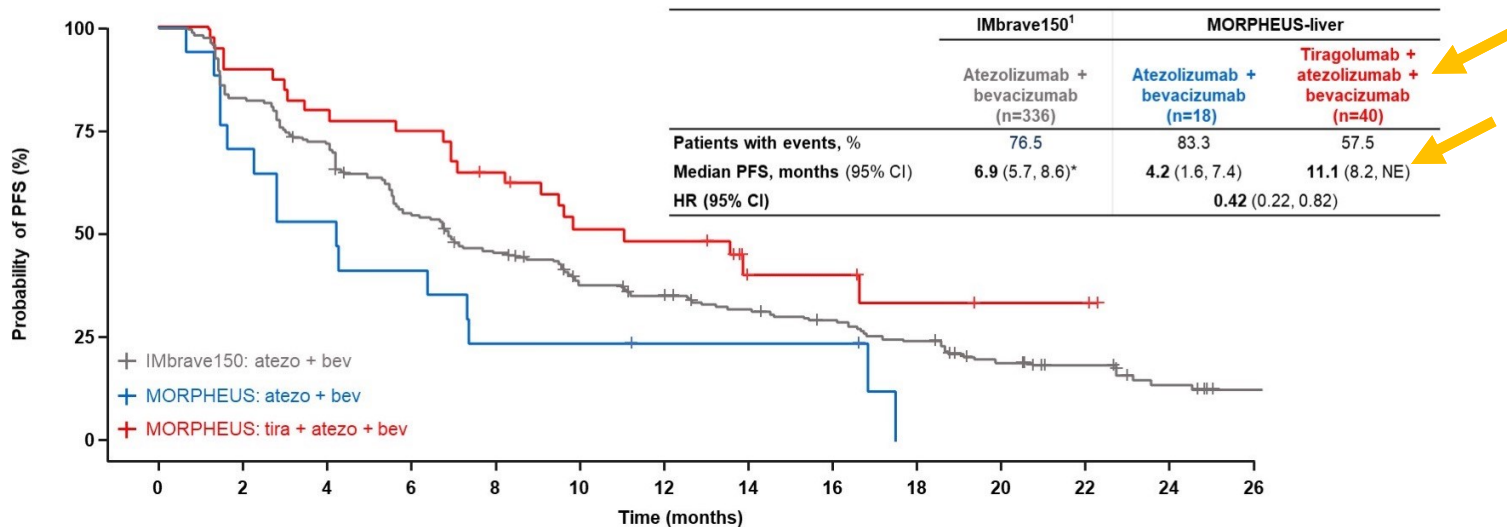 IMbrave150¹ MORPHEUS-liver
Atezolizumab +
bevacizumab
(n=336)
Atezolizumab +
bevacizumab
(n=18)
Tiragolumab +
atezolizumab +
bevacizumab
(n=40)
Patients with events, % 76.5 83.3 57.5
Median PFS, months (95% CI) 6.9 (5.7, 8.6)* 4.2 (1.6, 7.4) 11.1 (8.2, NE)
HR (95% CI) 0.42 (0.22, 0.82)
Probability of PFS (%)
100
75
50
25
0
IMbrave150: atezo + bev
MORPHEUS: atezo + bev
MORPHEUS: tira + atezo + bev
0 2 4 6 8 10 12 14 16 18 20 22 24 26
Time (months)